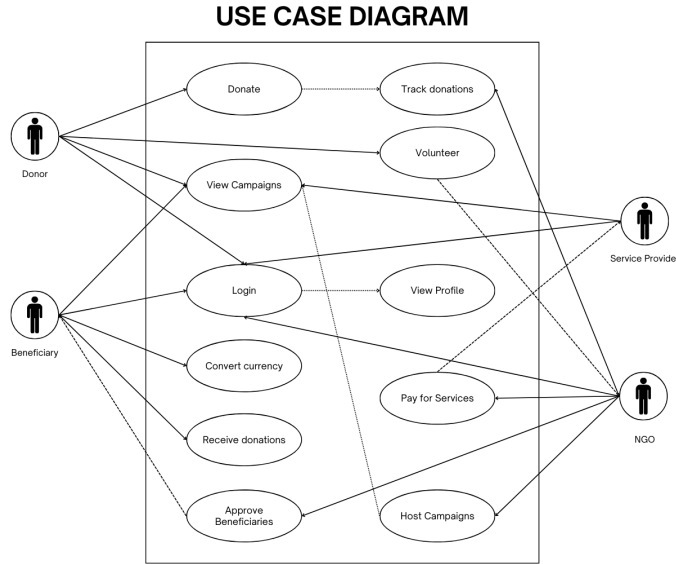 USE CASE DIAGRAM
Donate
Track donations
Volunteer
Donor
View Campaigns
Service Provide
Login
View Profile
Beneficiary
Convert currency
Pay for Services
NGO
Receive donations
Approve
Beneficiaries
Host Campaigns